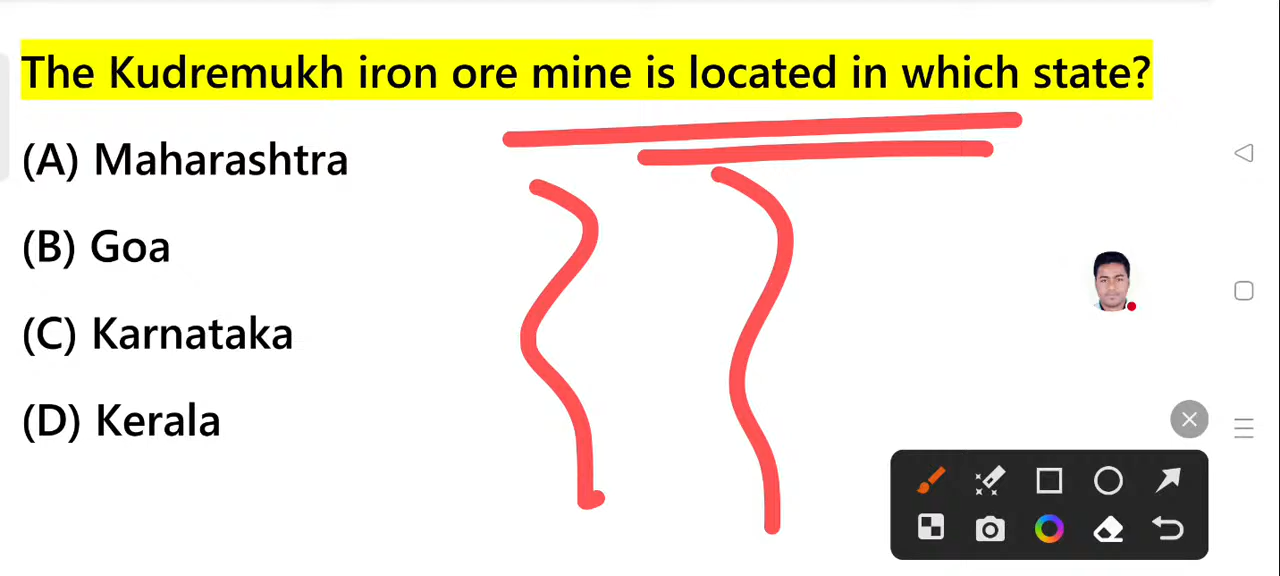 The Kudremukh iron ore mine is located in which state?
(A) Maharashtra
(B) Goa
(C) Karnataka
(D) Kerala